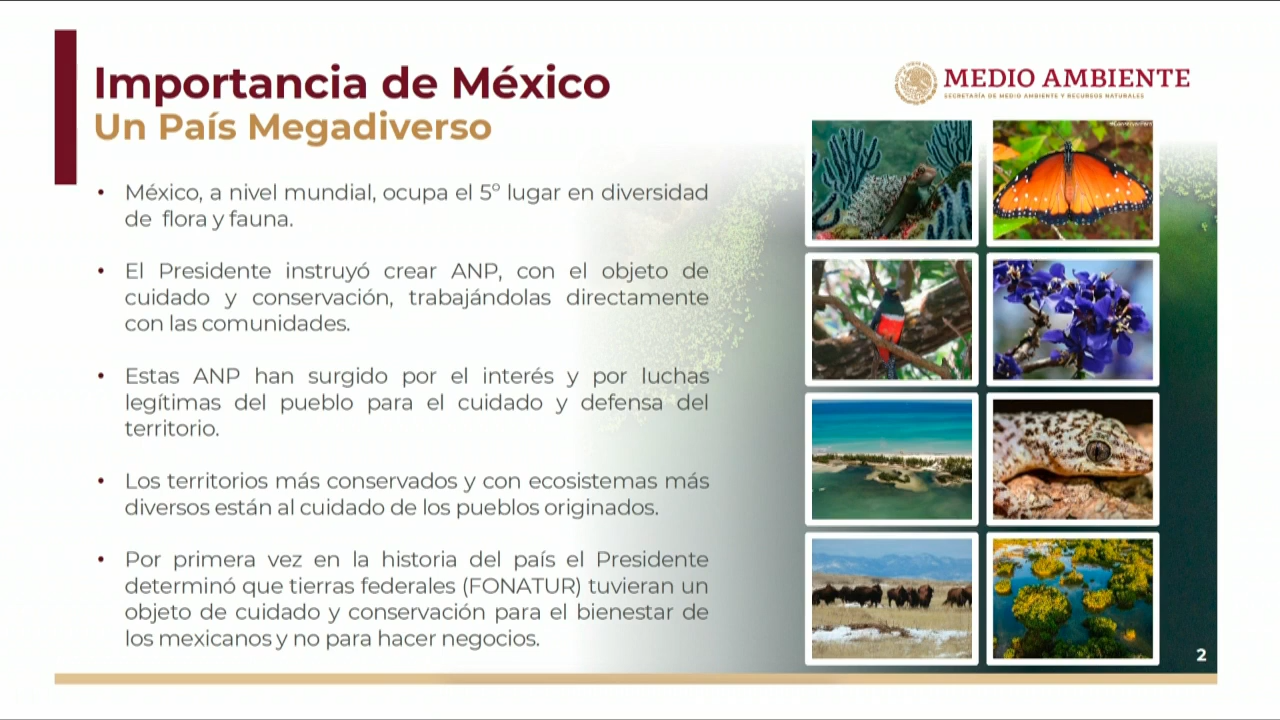 Importancia de México
Un País Megadiverso
MEDIO AMBIENTE
SECRETARÍA DE MEDIO AMBIENTE Y RECURSOS NATURALES
• México, a nivel mundial, ocupa el 5º lugar en diversidad
de flora y fauna.
• El Presidente instruyó crear ANP, con el objeto de
cuidado y conservación, trabajándolas directamente
con las comunidades.
• Estas ANP han surgido por el interés y por luchas
legítimas del pueblo para el cuidado y defensa del
territorio.
• Los territorios más conservados y con ecosistemas más
diversos están al cuidado de los pueblos originados.
• Por primera vez en la historia del país el Presidente
determinó que tierras federales (FONATUR) tuvieran un
objeto de cuidado y conservación para el bienestar de
los mexicanos y no para hacer negocios.
2